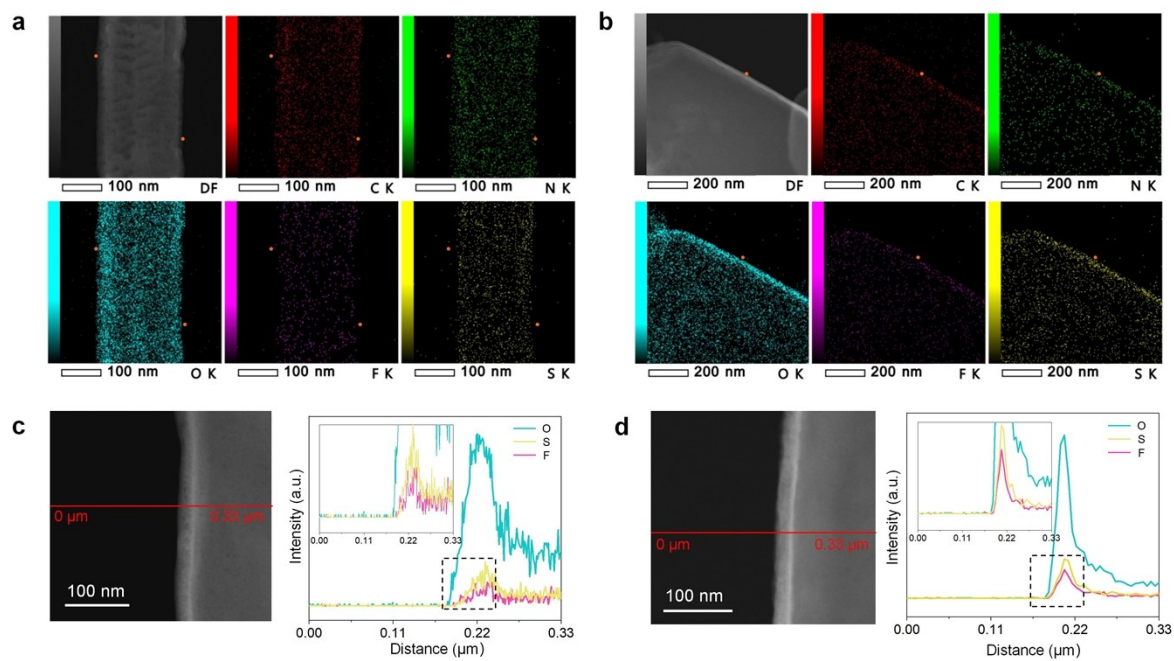 a
b
100 nm DF
100 nm C K
100 nm N K
200 nm DF
200 nm C K
200 nm N K
100 nm O K
100 nm F K
100 nm S K
200 nm O K
200 nm F K
200 nm S K
c
0 μm
0.33 μm
100 nm
Intensity (a.u.)
O
S
F
0.00 0.11 0.22 0.33
0.00 0.11 0.22 0.33
Distance (μm)
d
0 μm
0.33 μm
100 nm
Intensity (a.u.)
O
S
F
0.00 0.11 0.22 0.33
0.00 0.11 0.22 0.33
Distance (μm)